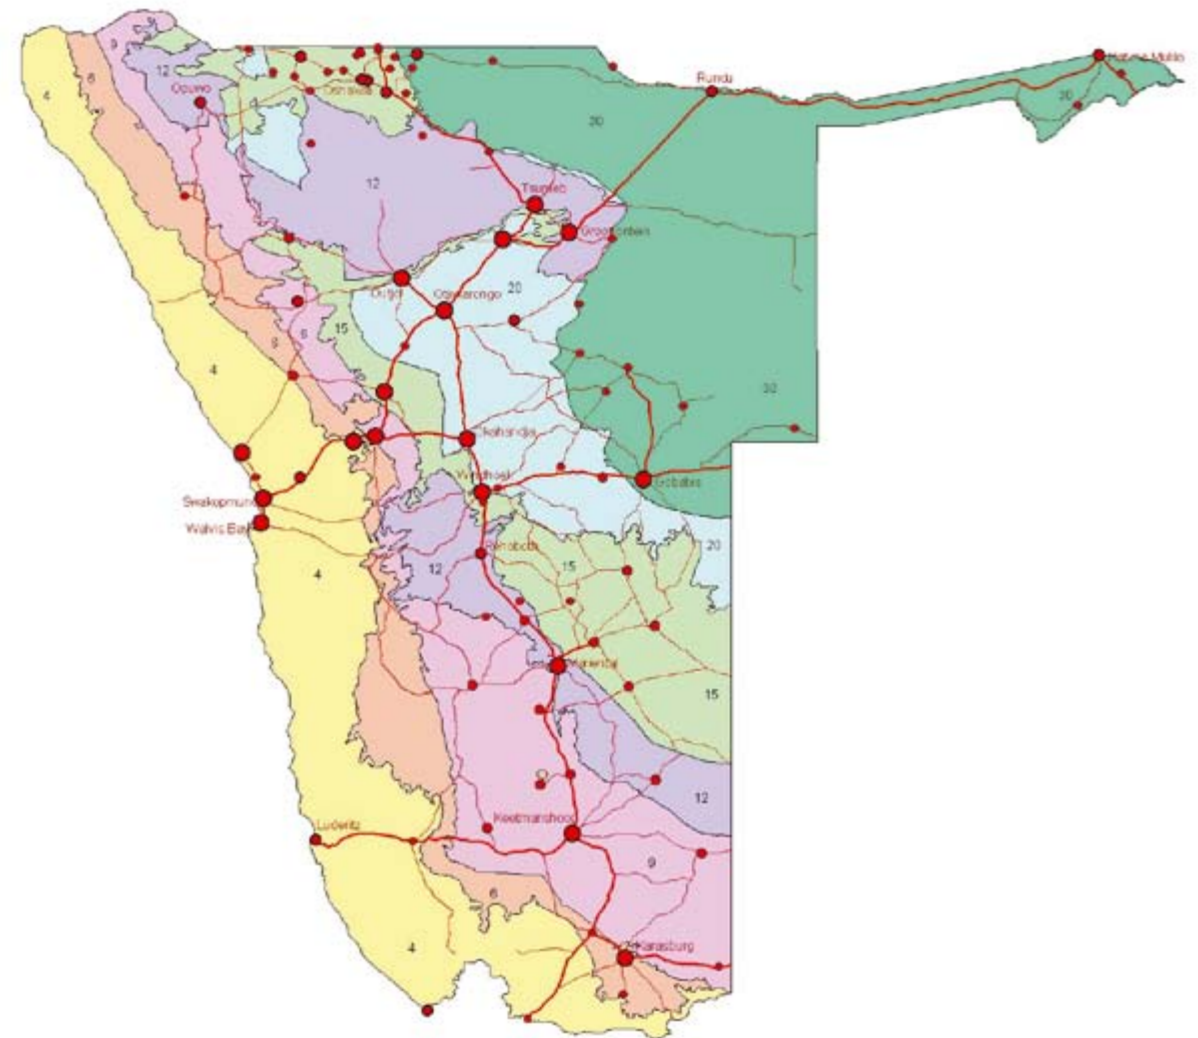 9
4
6
12
Opuwo
Oshakati
Rundu
Katima Mulilo
30
30
12
Tsumeb
Grootfontein
Outjo
Otjiwarongo
20
15
9
6
4
30
Okahandja
Windhoek
Gobabis
Swakopmund
Walvis Bay
Rehoboth
20
4
12
15
Mariental
15
12
Luderitz
Keetmanshoop
9
6
4
Karasburg